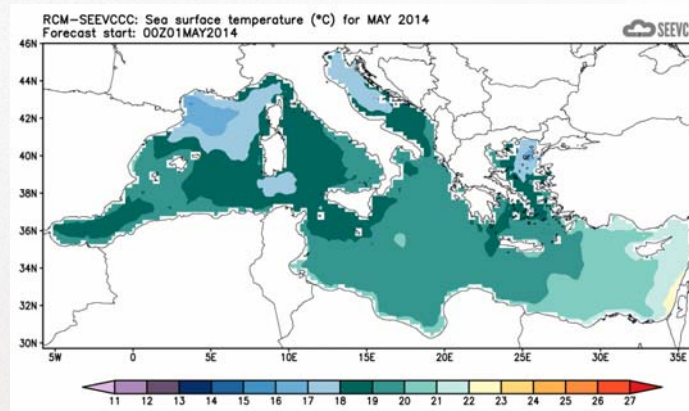 RCM-SEEVCCC: Sea surface temperature (°C) for MAY 2014
Forecast start: 00Z01MAY2014
SEEVCC
46N
44N
42N
40N
38N
36N
34N
32N
30N
5W 0 5E 10E 15E 20E 25E 30E 35E
11 12 13 14 15 16 17 18 19 20 21 22 23 24 25 26 27